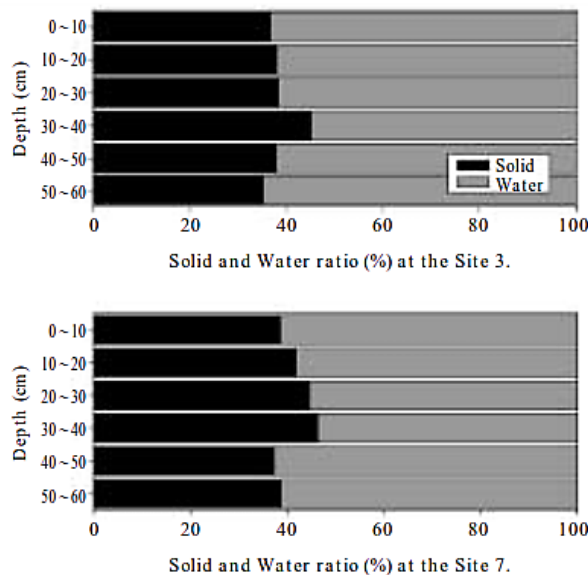 Depth (cm)
0~10
10~20
20~30
30~40
40~50
50~60
Solid
Water
0 20 40 60 80 100
Solid and Water ratio (%) at the Site 3.
Depth (cm)
0~10
10~20
20~30
30~40
40~50
50~60
0 20 40 60 80 100
Solid and Water ratio (%) at the Site 7.